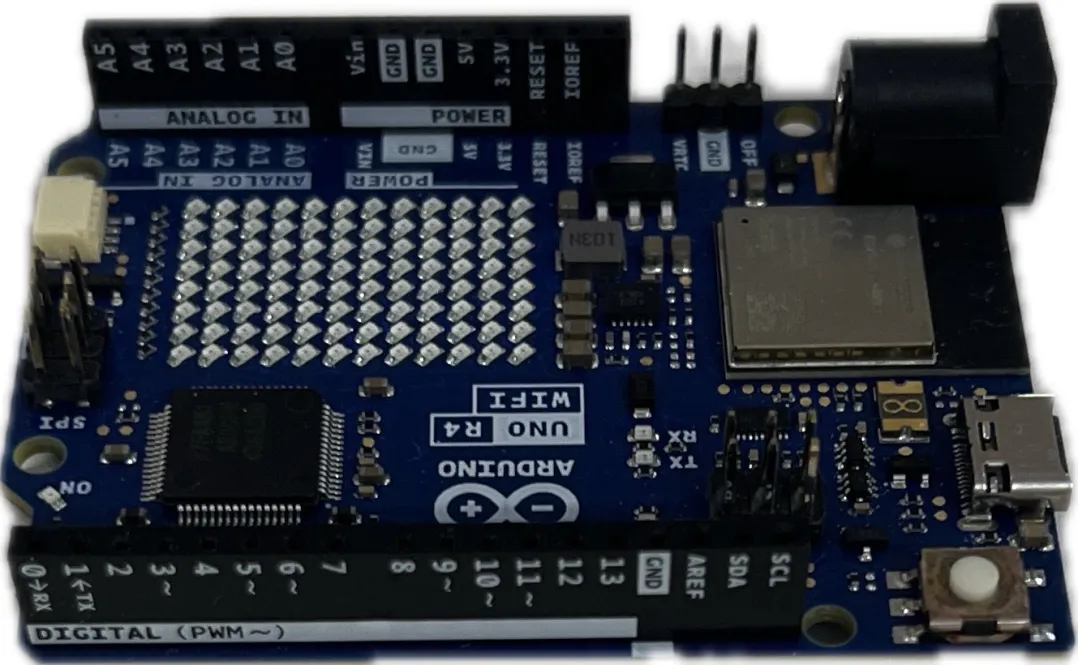 A5 A4 A3 A2 A1 A0 Vin GND GND 5V 3.3V RESET IOREF
ANALOG IN POWER
A5 A4 A3 A2 A1 A0 VIN GND 5V 3.3V RESET IOREF
ANALOG IN POWER
VRTC GND OFF
103N
SPI
ON
WIFI
UNO R4
ARDUINO
RX
TX
8
0→RX 1←TX 2 3~ 4 5~ 6~ 7 8 9~ 10~ 11~ 12 13 GND AREF SDA SCL
DIGITAL (PWM~)